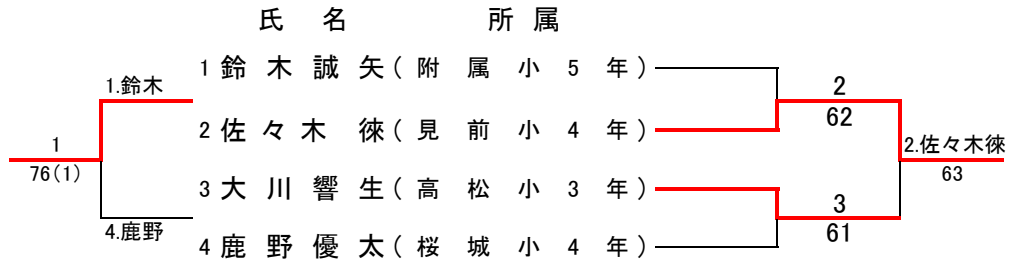 氏 名 所属
1 鈴木誠矢(附属小5年)
1.鈴木
2
62
2 佐々木 徠(見前小4年)
1
76(1)
2.佐々木徠
63
3 大川響生(高松小3年)
3
61
4.鹿野
4 鹿野優太(桜城小4年)